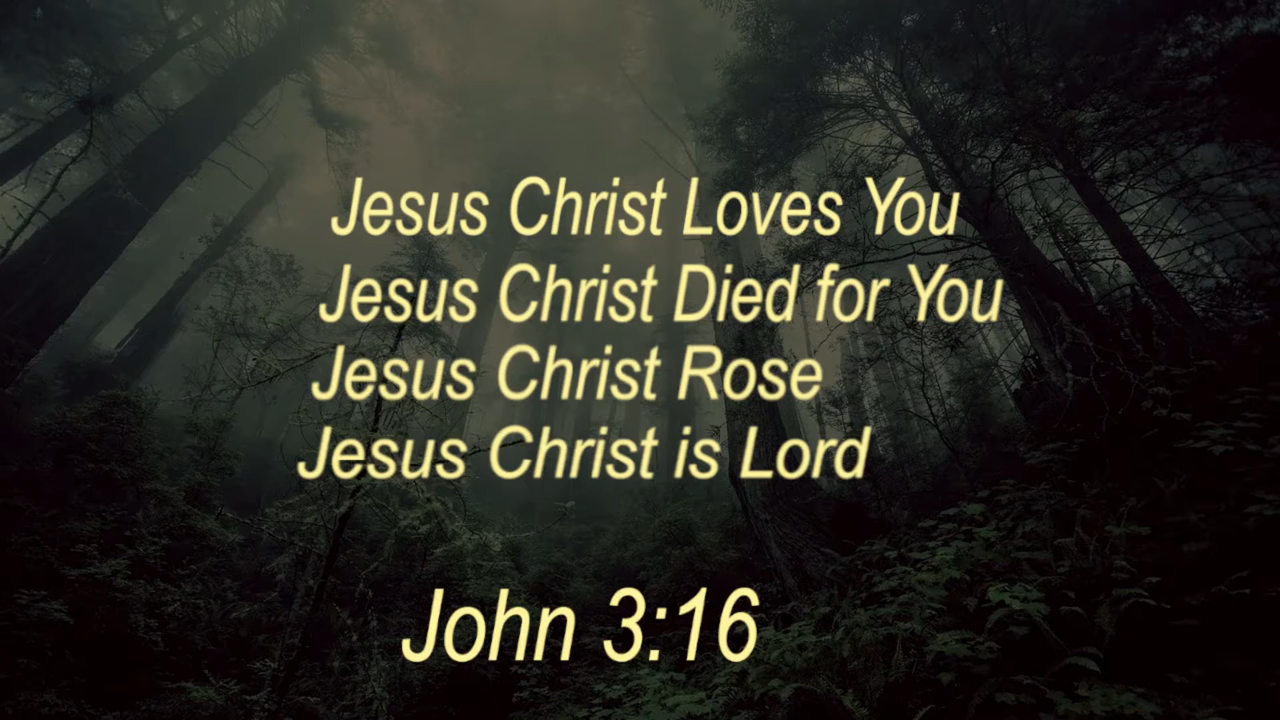 Jesus Christ Loves You
Jesus Christ Died for You
Jesus Christ Rose
Jesus Christ is Lord
John 3:16